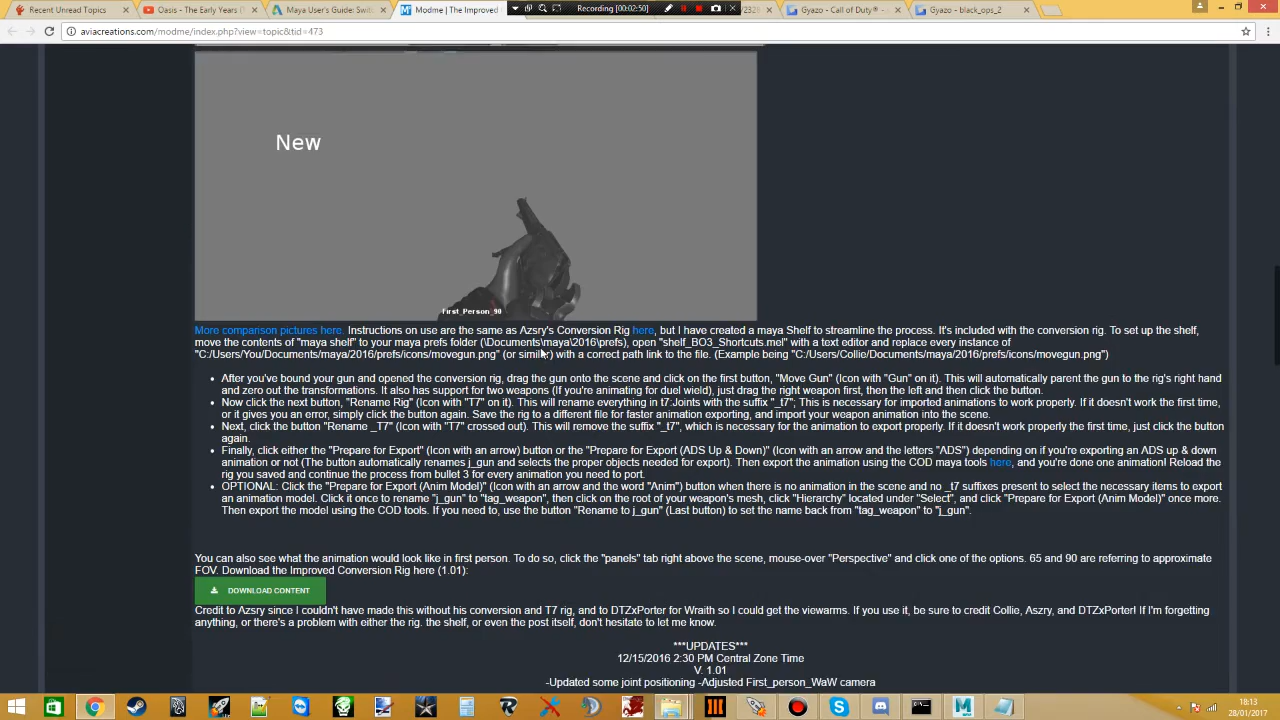 Recent Unread Topics
Oasis - The Early Years D
Maya User's Guide: Swit
Modme | The Improved
Recording [00:02:50]
/2328
Gyazo - Call of Duty® -
Gyazo - black_ops_2
aviacreations.com/modme/index.php?view=topic&tid=473
New
First_Person_90
More comparison pictures here. Instructions on use are the same as Azsry's Conversion Rig here, but I have created a maya Shelf to streamline the process. It's included with the conversion rig. To set up the shelf,
move the contents of "maya shelf" to your maya prefs folder (\Documents\maya\2016\prefs), open "shelf_BO3_Shortcuts.mel" with a text editor and replace every instance of
"C:/Users/You/Documents/maya/2016/prefs/icons/movegun.png" (or similar) with a correct path link to the file. (Example being "C:/Users/Collie/Documents/maya/2016/prefs/icons/movegun.png")
• After you've bound your gun and opened the conversion rig, drag the gun onto the scene and click on the first button, "Move Gun" (Icon with "Gun" on it). This will automatically parent the gun to the rig's right hand
and zero out the transformations. It also has support for two weapons (If you're animating for duel wield), just drag the right weapon first, then the left and then click the button.
• Now click the next button, "Rename Rig" (Icon with "T7" on it). This will rename everything in t7:Joints with the suffix "_t7"; This is necessary for imported animations to work properly. If it doesn't work the first time,
or it gives you an error, simply click the button again. Save the rig to a different file for faster animation exporting, and import your weapon animation into the scene.
• Next, click the button "Rename _T7" (Icon with "T7" crossed out). This will remove the suffix "_t7", which is necessary for the animation to export properly. If it doesn't work properly the first time, just click the button
again.
• Finally, click either the "Prepare for Export" (Icon with an arrow) button or the "Prepare for Export (ADS Up & Down)" (Icon with an arrow and the letters "ADS") depending on if you're exporting an ADS up & down
animation or not (The button automatically renames j_gun and selects the proper objects needed for export). Then export the animation using the COD maya tools here, and you're done one animation! Reload the
rig you saved and continue the process from bullet 3 for every animation you need to port.
• OPTIONAL: Click the "Prepare for Export (Anim Model)" (Icon with an arrow and the word "Anim") button when there is no animation in the scene and no _t7 suffixes present to select the necessary items to export
an animation model. Click it once to rename "j_gun" to "tag_weapon", then click on the root of your weapon's mesh, click "Hierarchy" located under "Select", and click "Prepare for Export (Anim Model)" once more.
Then export the model using the COD tools. If you need to, use the button "Rename to j_gun" (Last button) to set the name back from "tag_weapon" to "j_gun".
You can also see what the animation would look like in first person. To do so, click the "panels" tab right above the scene, mouse-over "Perspective" and click one of the options. 65 and 90 are referring to approximate
FOV. Download the Improved Conversion Rig here (1.01):
DOWNLOAD CONTENT
Credit to Azsry since I couldn't have made this without his conversion and T7 rig, and to DTZxPorter for Wraith so I could get the viewarms. If you use it, be sure to credit Collie, Aszry, and DTZxPorter! If I'm forgetting
anything, or there's a problem with either the rig. the shelf, or even the post itself, don't hesitate to let me know.
***UPDATES***
12/15/2016 2:30 PM Central Zone Time
V. 1.01
-Updated some joint positioning -Adjusted First_person_WaW camera
18:13
28/01/2017